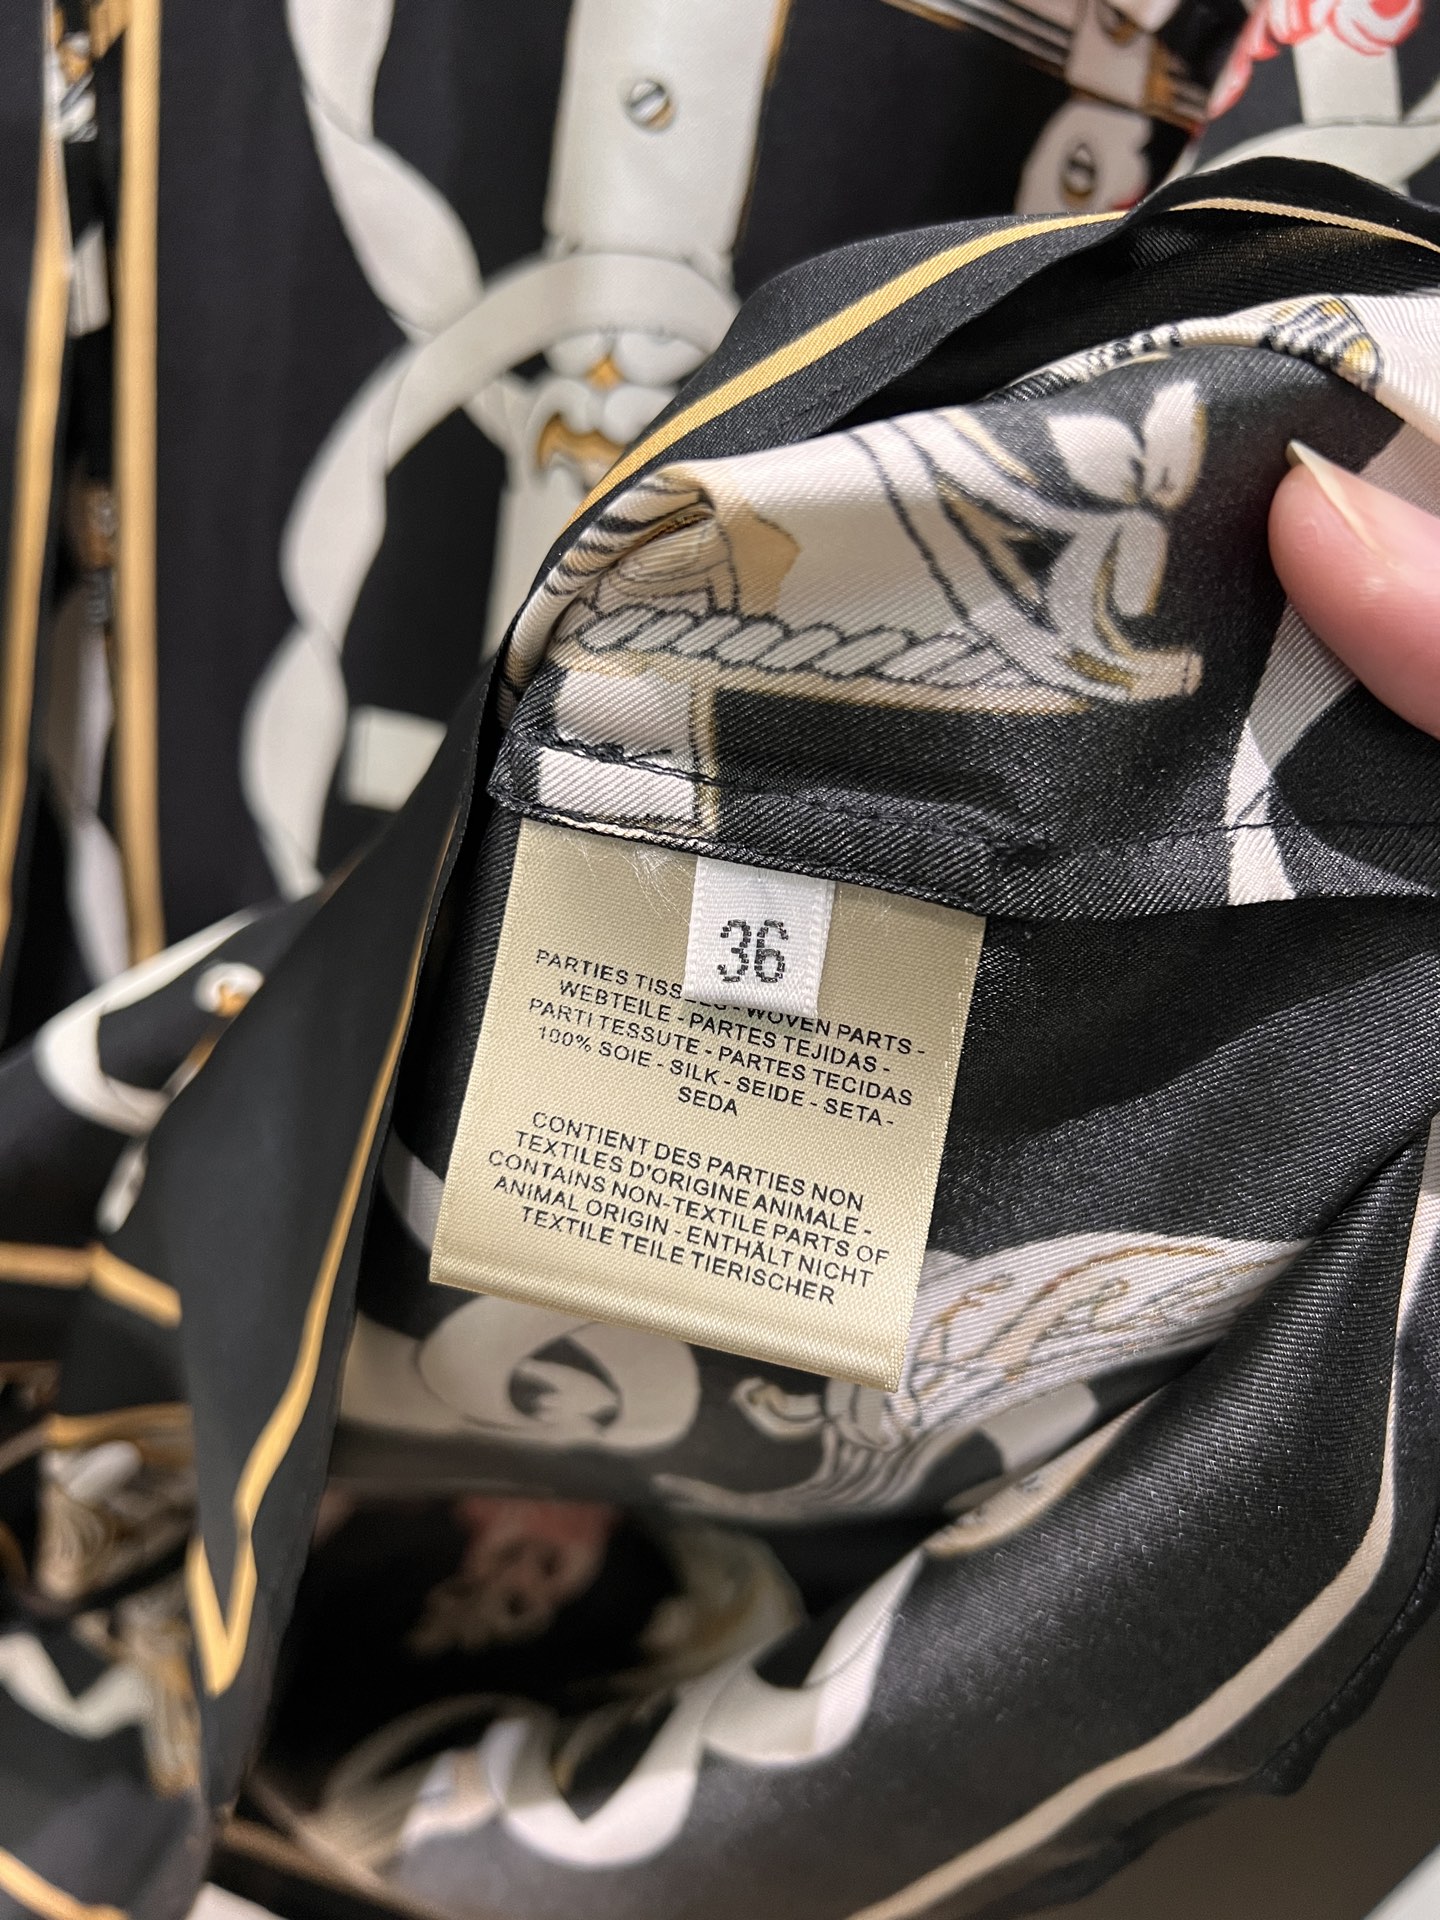 36
PARTIES TISSEES - WOVEN PARTS -
WEBTEILE - PARTES TEJIDAS -
PARTI TESSUTE - PARTES TECIDAS
100% SOIE - SILK - SEIDE - SETA -
SEDA
CONTIENT DES PARTIES NON
TEXTILES D'ORIGINE ANIMALE -
CONTAINS NON-TEXTILE PARTS OF
ANIMAL ORIGIN - ENTHÄLT NICHT
TEXTILE TEILE TIERISCHER